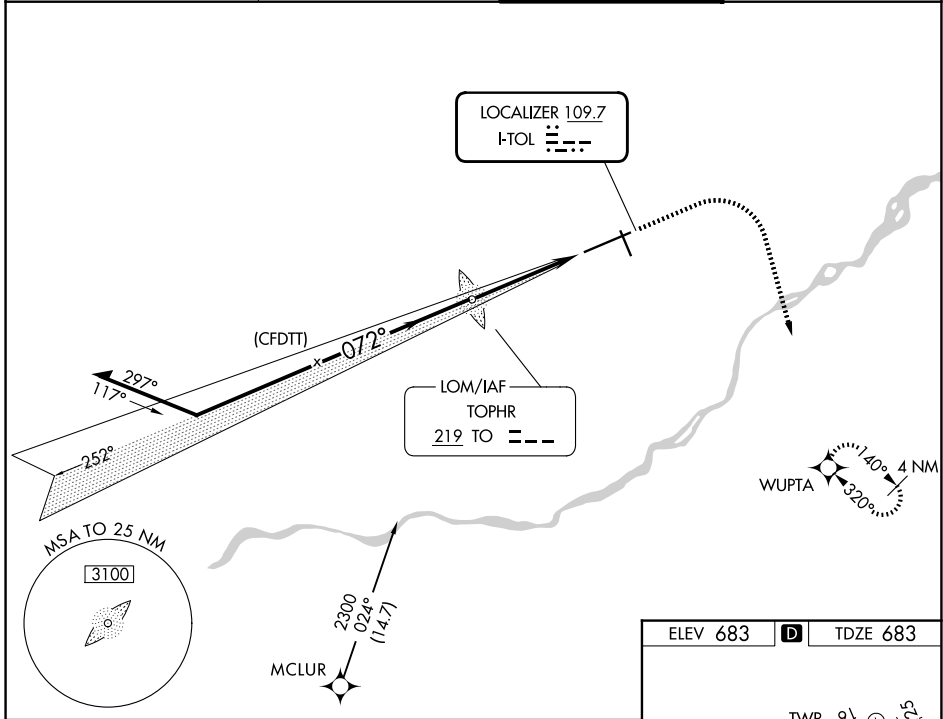 LOCALIZER 109.7
I-TOL
(CFDTT)
072°
297°
117°
252°
LOM/IAF
TOPHR
219 TO
WUPTA
140°
320°
4 NM
MSA TO 25 NM
3100
2300
024°
(14.7)
MCLUR
ELEV 683 D TDZE 683
TWR
25